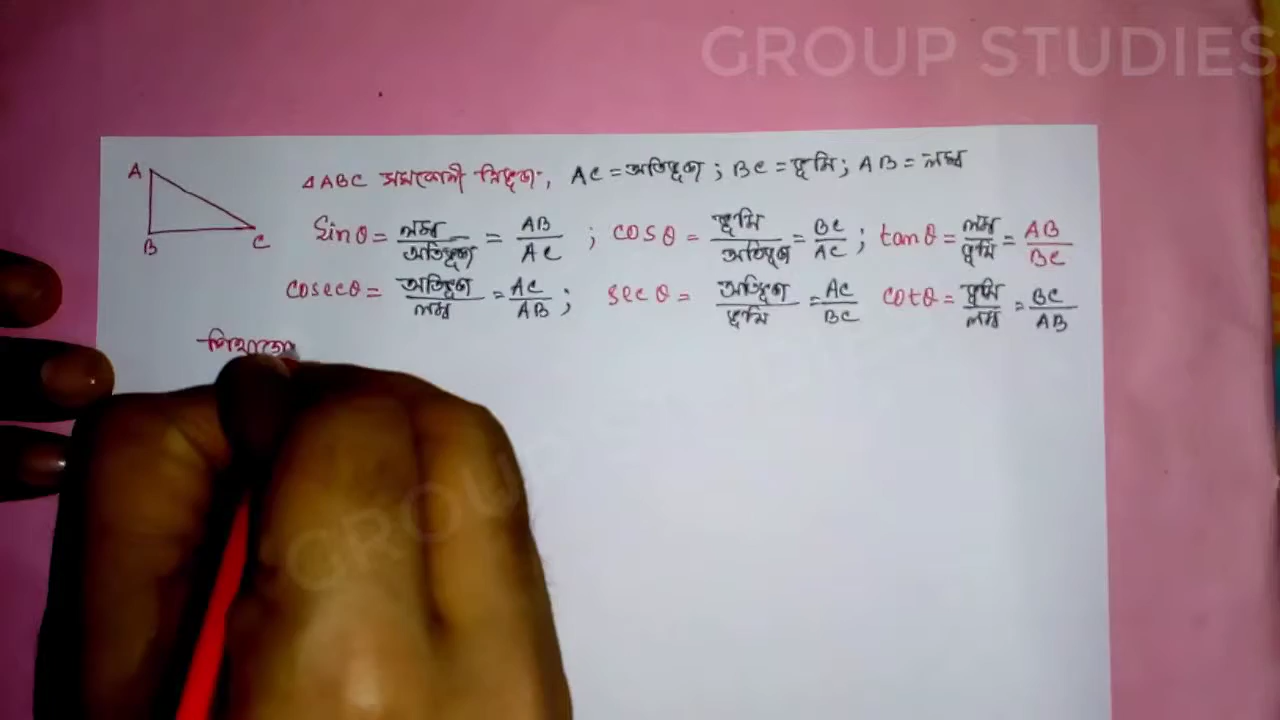 GROUP STUDIES
A
B
C
ΔABC সমকোণী ত্রিভুজ, AC = অতিভুজ ; BC = ভূমি ; AB = লম্ব
Sinθ = লম্ব/অতিভুজ = AB/AC ; COSθ = ভূমি/অতিভুজ = BC/AC ; tanθ = লম্ব/ভূমি = AB/BC
cosecθ = অতিভুজ/লম্ব = AC/AB ; secθ = অতিভুজ/ভূমি = AC/BC cotθ = ভূমি/লম্ব = BC/AB